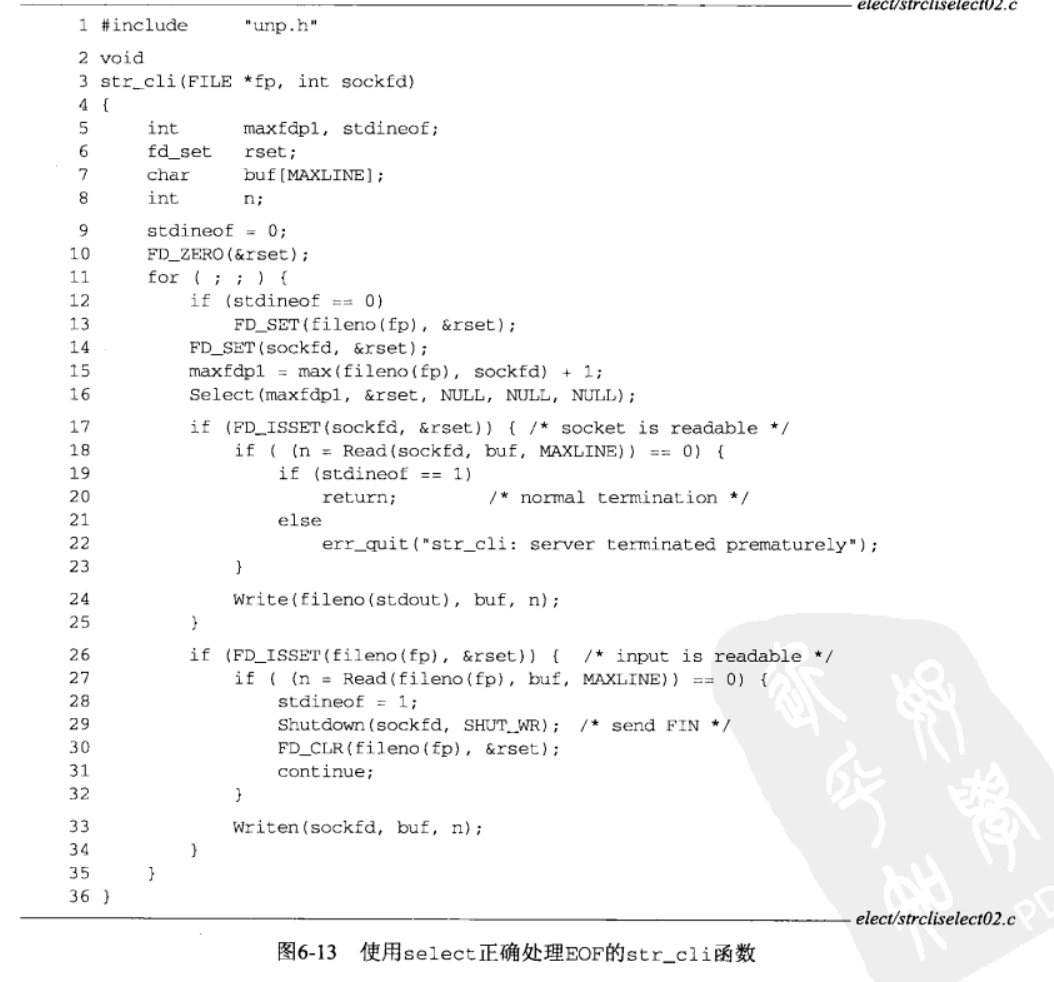 elect/strcliselect02.c
1 #include "unp.h"
2 void
3 str_cli(FILE *fp, int sockfd)
4 {
5 int maxfdp1, stdineof;
6 fd_set rset;
7 char buf[MAXLINE];
8 int n;
9 stdineof = 0;
10 FD_ZERO(&rset);
11 for ( ; ; ) {
12 if (stdineof == 0)
13 FD_SET(fileno(fp), &rset);
14 FD_SET(sockfd, &rset);
15 maxfdp1 = max(fileno(fp), sockfd) + 1;
16 Select(maxfdp1, &rset, NULL, NULL, NULL);
17 if (FD_ISSET(sockfd, &rset)) { /* socket is readable */
18 if ( (n = Read(sockfd, buf, MAXLINE)) == 0) {
19 if (stdineof == 1)
20 return; /* normal termination */
21 else
22 err_quit("str_cli: server terminated prematurely");
23 }
24 Write(fileno(stdout), buf, n);
25 }
26 if (FD_ISSET(fileno(fp), &rset)) { /* input is readable */
27 if ( (n = Read(fileno(fp), buf, MAXLINE)) == 0) {
28 stdineof = 1;
29 Shutdown(sockfd, SHUT_WR); /* send FIN */
30 FD_CLR(fileno(fp), &rset);
31 continue;
32 }
33 Writen(sockfd, buf, n);
34 }
35 }
36 }
elect/strcliselect02.c
图6-13 使用select正确处理EOF的str_cli函数